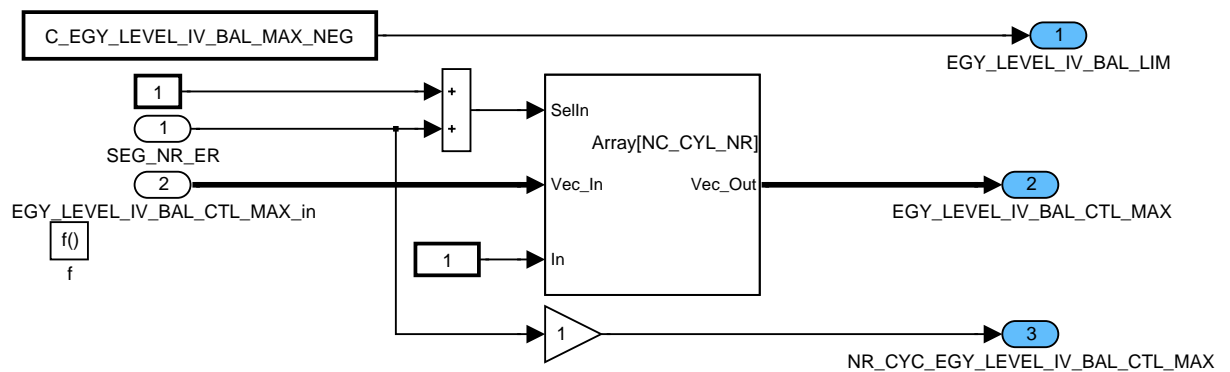 C_EGY_LEVEL_IV_BAL_MAX_NEG
1
EGY_LEVEL_IV_BAL_LIM
1
+
SelIn
1
+
SEG_NR_ER
Array[NC_CYL_NR]
2
Vec_In
Vec_Out
2
EGY_LEVEL_IV_BAL_CTL_MAX_in
EGY_LEVEL_IV_BAL_CTL_MAX
f()
f
1
In
1
3
NR_CYC_EGY_LEVEL_IV_BAL_CTL_MAX